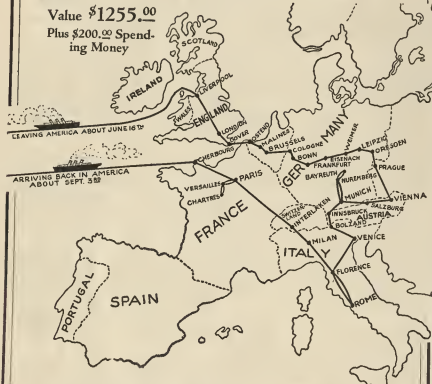 Value $1255.00
Plus $200.00 Spend-
ing Money
SCOTLAND
IRELAND
LIVERPOOL
WALES
ENGLAND
LONDON
DOVER
LEAVING AMERICA ABOUT JUNE 16TH
OSTEND
MALINES
BRUSSELS
COLOGNE
BONN
GERMANY
WEIMAR
LEIPZIG
EISENACH
DRESDEN
FRANKFURT
BAYREUTH
NUREMBERG
PRAGUE
CHERBOURG
ARRIVING BACK IN AMERICA
ABOUT SEPT. 3RD
VERSAILLES
PARIS
CHARTRES
MUNICH
VIENNA
SALZBURG
INNSBRUCK
AUSTRIA
BOLZANO
SWITZER-
LAND
INTERLAKEN
FRANCE
MILAN
VENICE
ITALY
FLORENCE
ROME
PORTUGAL
SPAIN